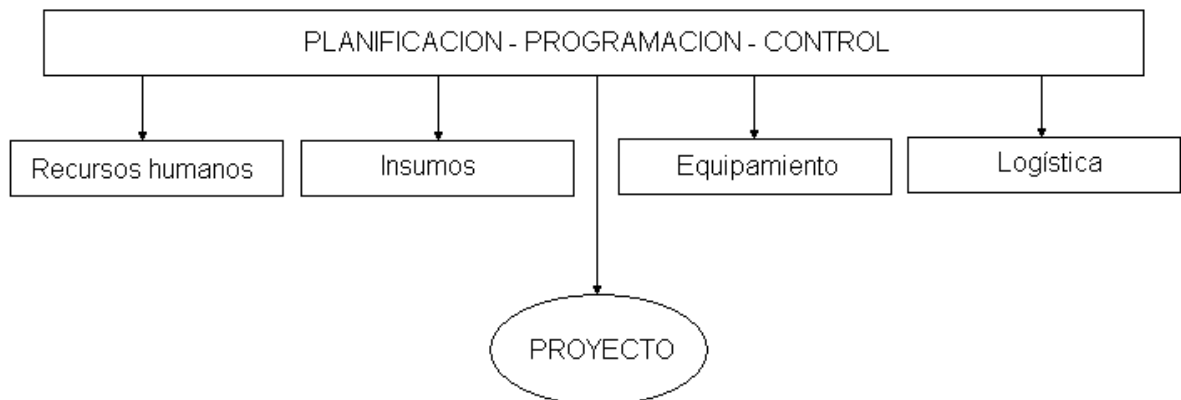 PLANIFICACION - PROGRAMACION - CONTROL
Recursos humanos
Insumos
Equipamiento
Logística
PROYECTO